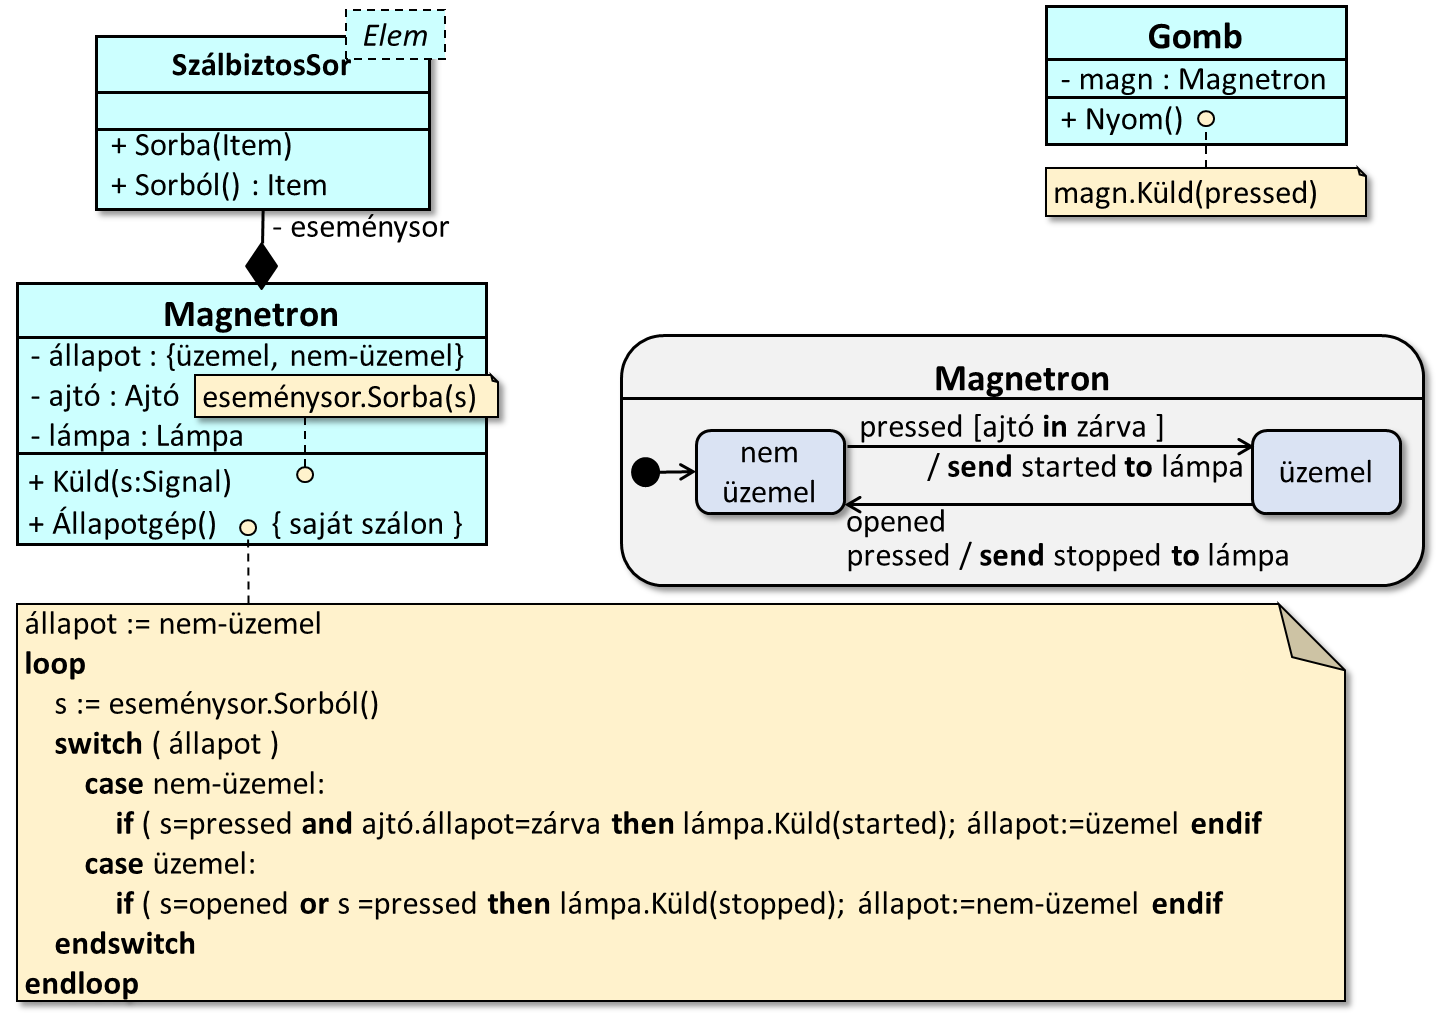 Elem
SzálbiztosSor
+ Sorba(Item)
+ Sorból() : Item
- eseménysor
Gomb
- magn : Magnetron
+ Nyom()
magn.Küld(pressed)
Magnetron
- állapot : {üzemel, nem-üzemel}
- ajtó : Ajtó
eseménysor.Sorba(s)
- lámpa : Lámpa
+ Küld(s:Signal)
+ Állapotgép() { saját szálon }
Magnetron
nem
üzemel
pressed [ajtó in zárva ]
/ send started to lámpa
üzemel
opened
pressed / send stopped to lámpa
állapot := nem-üzemel
loop
s := eseménysor.Sorból()
switch ( állapot )
case nem-üzemel:
if ( s=pressed and ajtó.állapot=zárva then lámpa.Küld(started); állapot:=üzemel endif
case üzemel:
if ( s=opened or s =pressed then lámpa.Küld(stopped); állapot:=nem-üzemel endif
endswitch
endloop